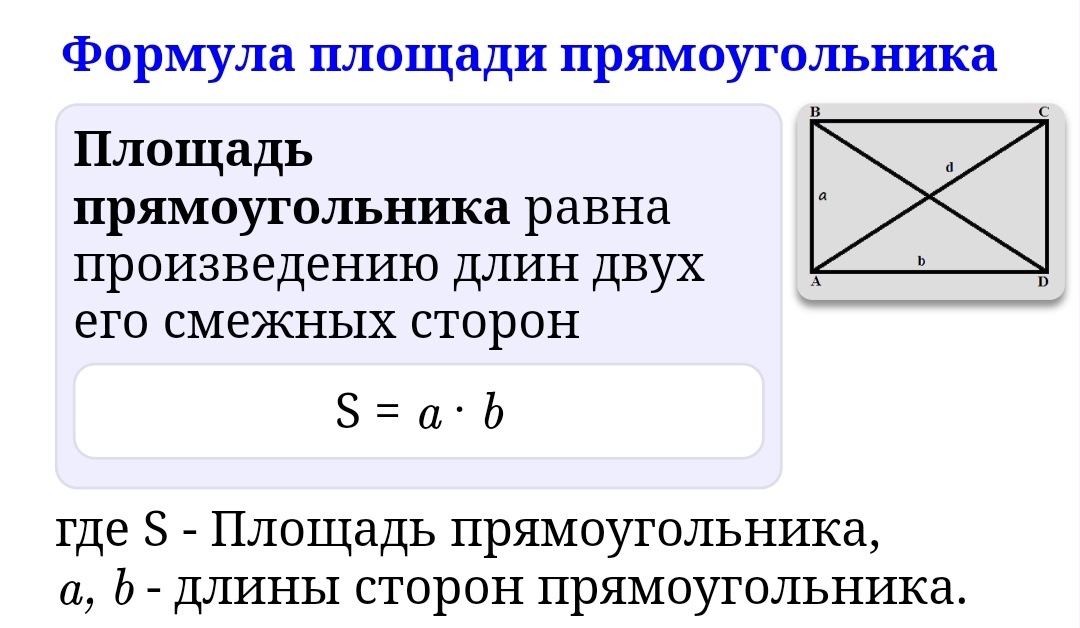 Формула площади прямоугольника
Площадь
прямоугольника равна
произведению длин двух
его смежных сторон
S = a · b
B
C
d
a
b
A
D
где S - Площадь прямоугольника,
a, b - длины сторон прямоугольника.